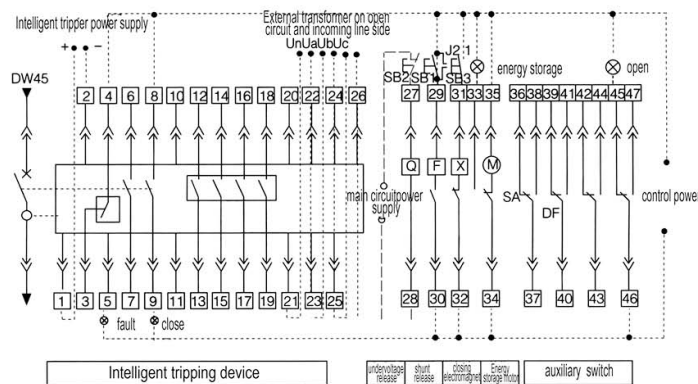 Intelligent tripper power supply
+ −
External transformer on open
circuit and incoming line side
UnUaUbUc
J2 1
SB2 SB1 SB3
energy storage
open
DW45
2 4 6 8 10 12 14 16 18 20 22 24 26
27 29 31 33 35
36 38 39 41 42 44 45 47
Q F X M
main circuitpower
supply
SA
DF
control power
1 3 5 7 9 11 13 15 17 19 21 23 25
28 30 32 34
37 40 43 46
fault
close
Intelligent tripping device
undervoltage
release
shunt
release
closing
electromagnet
Energy
storage motor
auxiliary switch